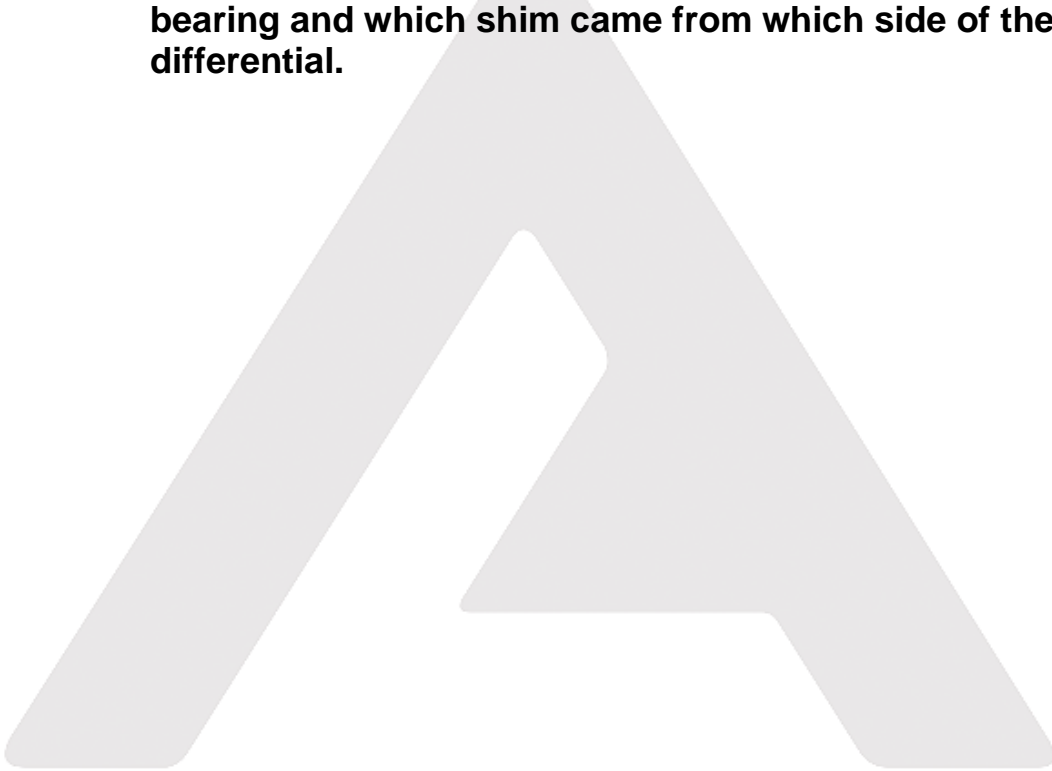 bearing and which shim came from which side of the
differential.